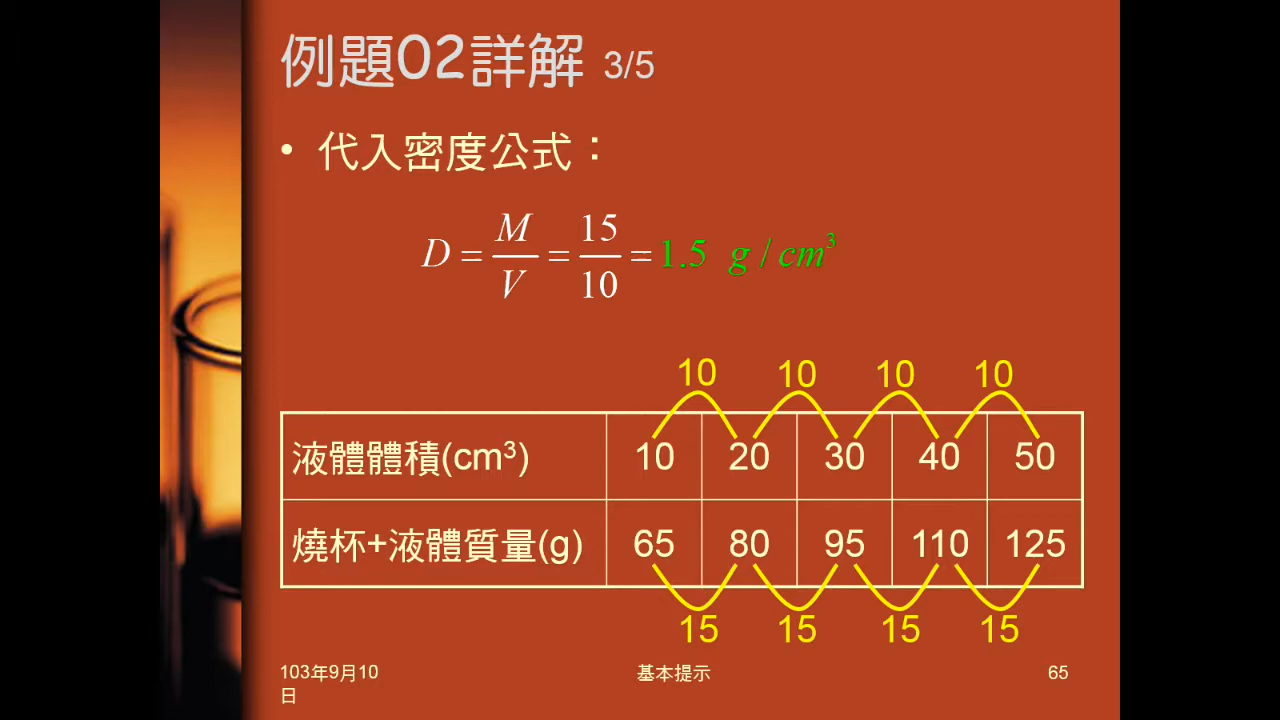 例題02詳解 3/5
• 代入密度公式：
D = M/V = 15/10 = 1.5 g/cm³
10 10 10 10
液體體積(cm³) 10 20 30 40 50
燒杯+液體質量(g) 65 80 95 110 125
15 15 15 15
103年9月10
日
基本提示
65